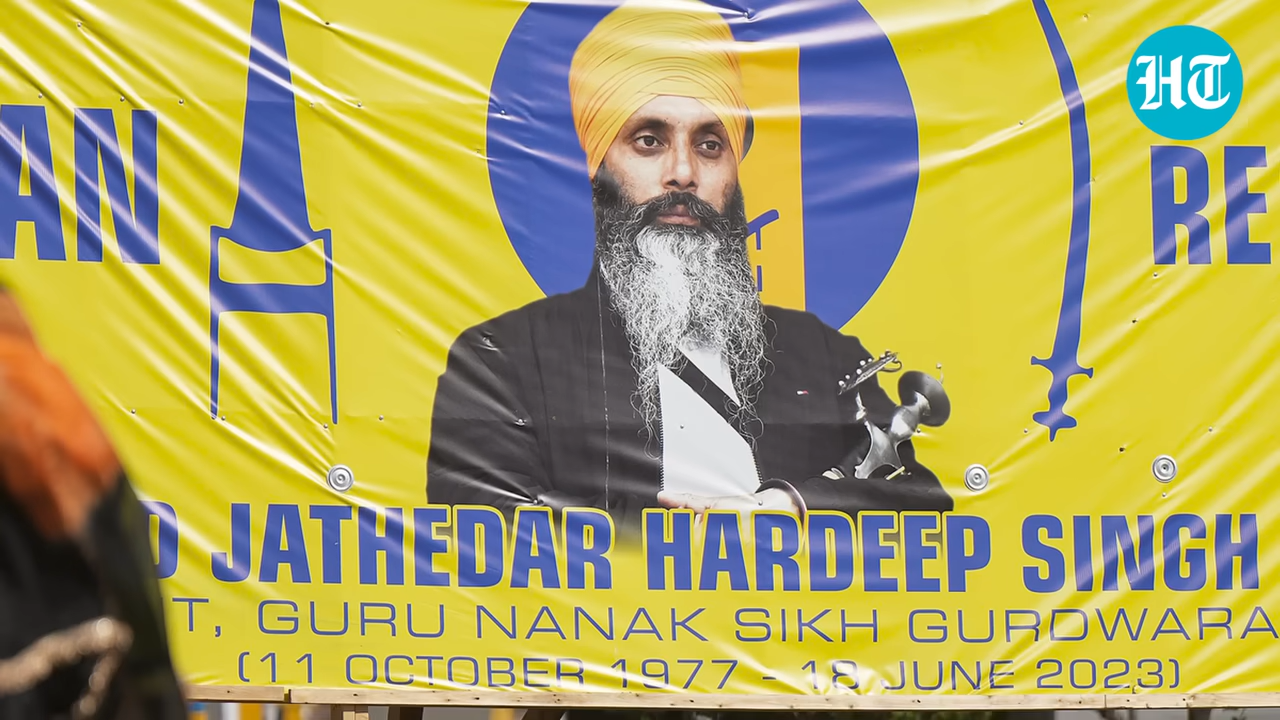 HT
AN RE
D JATHEDAR HARDEEP SINGH
T, GURU NANAK SIKH GURDWARA
(11 OCTOBER 1977 - 18 JUNE 2023)